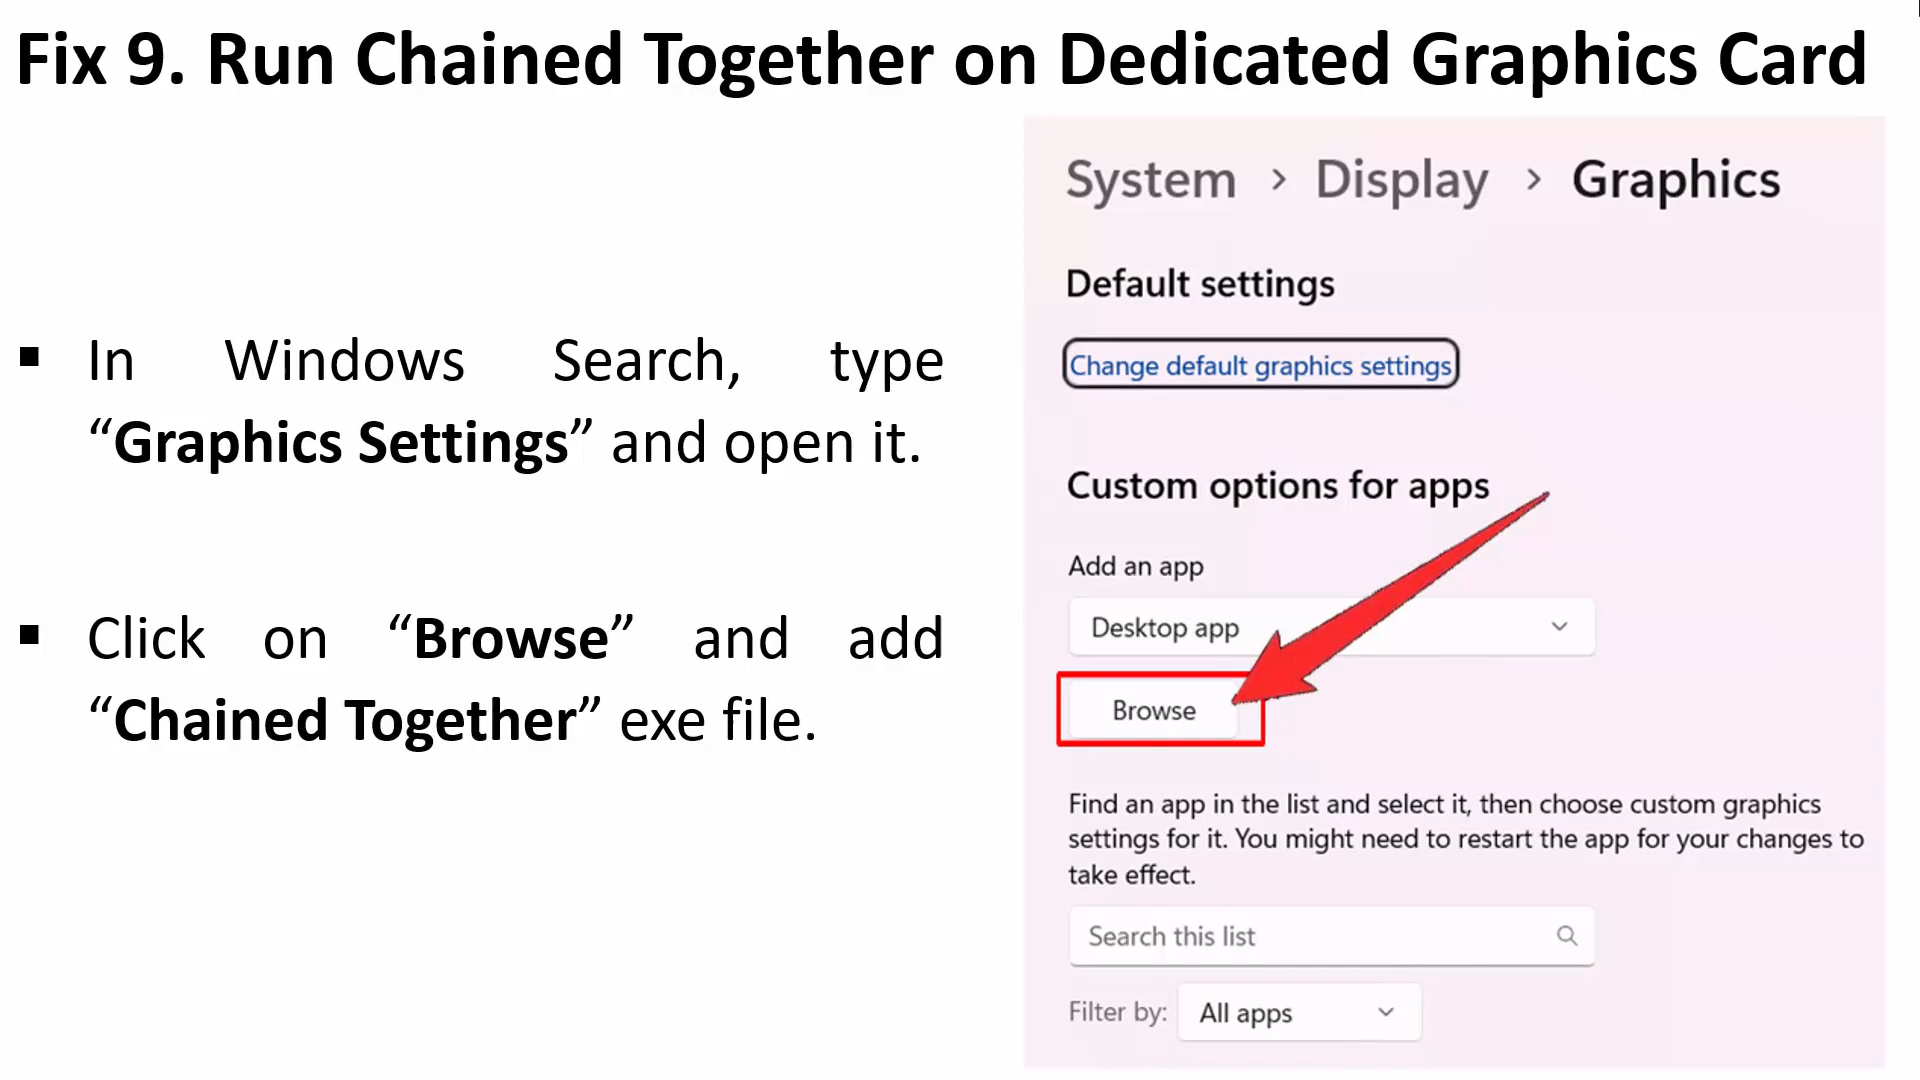 Fix 9. Run Chained Together on Dedicated Graphics Card
▪ In Windows Search, type
“Graphics Settings” and open it.
▪ Click on “Browse” and add
“Chained Together” exe file.
System > Display > Graphics
Default settings
Change default graphics settings
Custom options for apps
Add an app
Desktop app
Browse
Find an app in the list and select it, then choose custom graphics
settings for it. You might need to restart the app for your changes to
take effect.
Search this list
Filter by: All apps